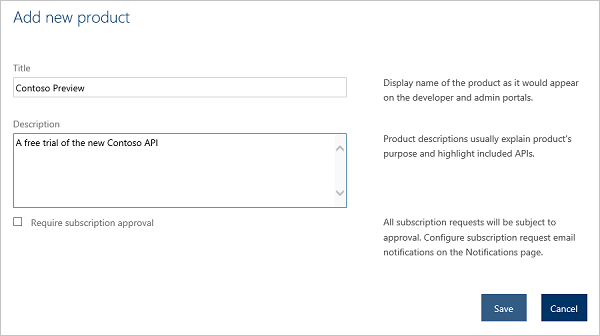 Add new product
Title
Contoso Preview
Display name of the product as it would appear
on the developer and admin portals.
Description
A free trial of the new Contoso API
Product descriptions usually explain product's
purpose and highlight included APIs.
Require subscription approval
All subscription requests will be subject to
approval. Configure subscription request email
notifications on the Notifications page.
Save
Cancel